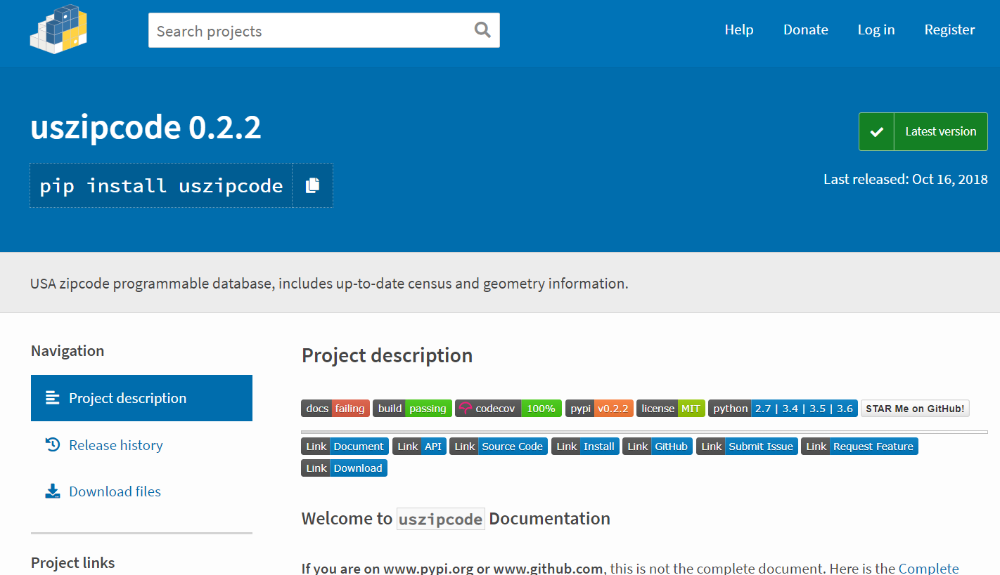 Search projects
Help Donate Log in Register
uszipcode 0.2.2
Latest version
pip install uszipcode
Last released: Oct 16, 2018
USA zipcode programmable database, includes up-to-date census and geometry information.
Navigation
Project description
Release history
Download files
Project links
Project description
docs failing build passing codecov 100% pypi v0.2.2 license MIT python 2.7 | 3.4 | 3.5 | 3.6 STAR Me on GitHub!
Link Document Link API Link Source Code Link Install Link GitHub Link Submit Issue Link Request Feature
Link Download
Welcome to uszipcode Documentation
If you are on www.pypi.org or www.github.com, this is not the complete document. Here is the Complete